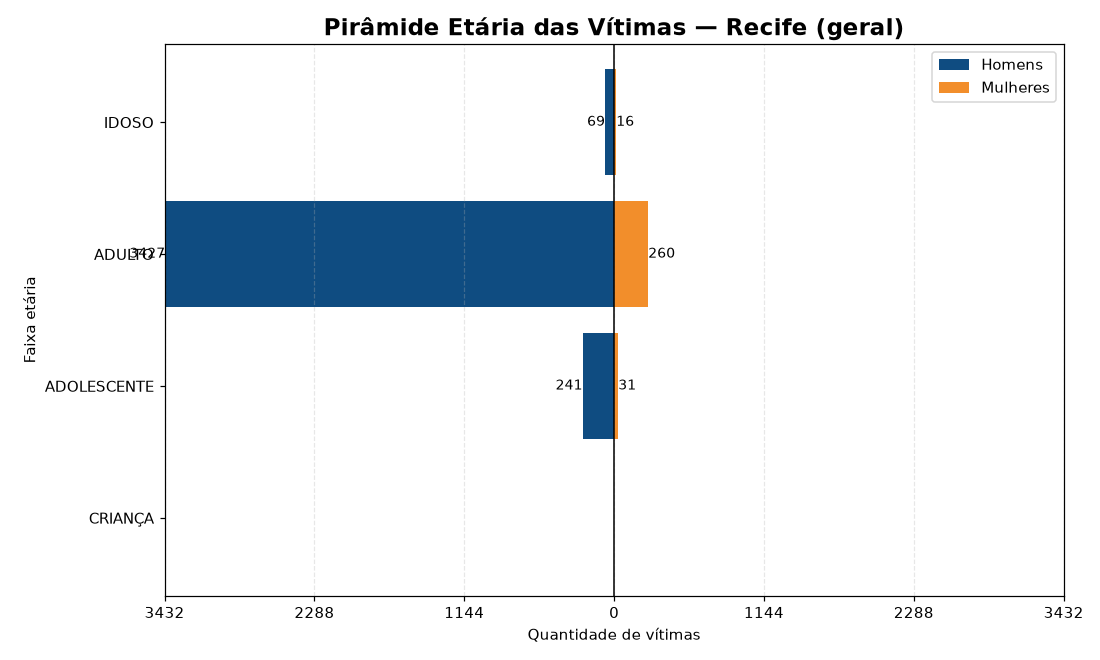 Pirâmide Etária das Vítimas — Recife (geral)
Homens
Mulheres
IDOSO
69
16
ADULTO
3427
260
Faixa etária
ADOLESCENTE
241
31
CRIANÇA
3432
2288
1144
0
1144
2288
3432
Quantidade de vítimas